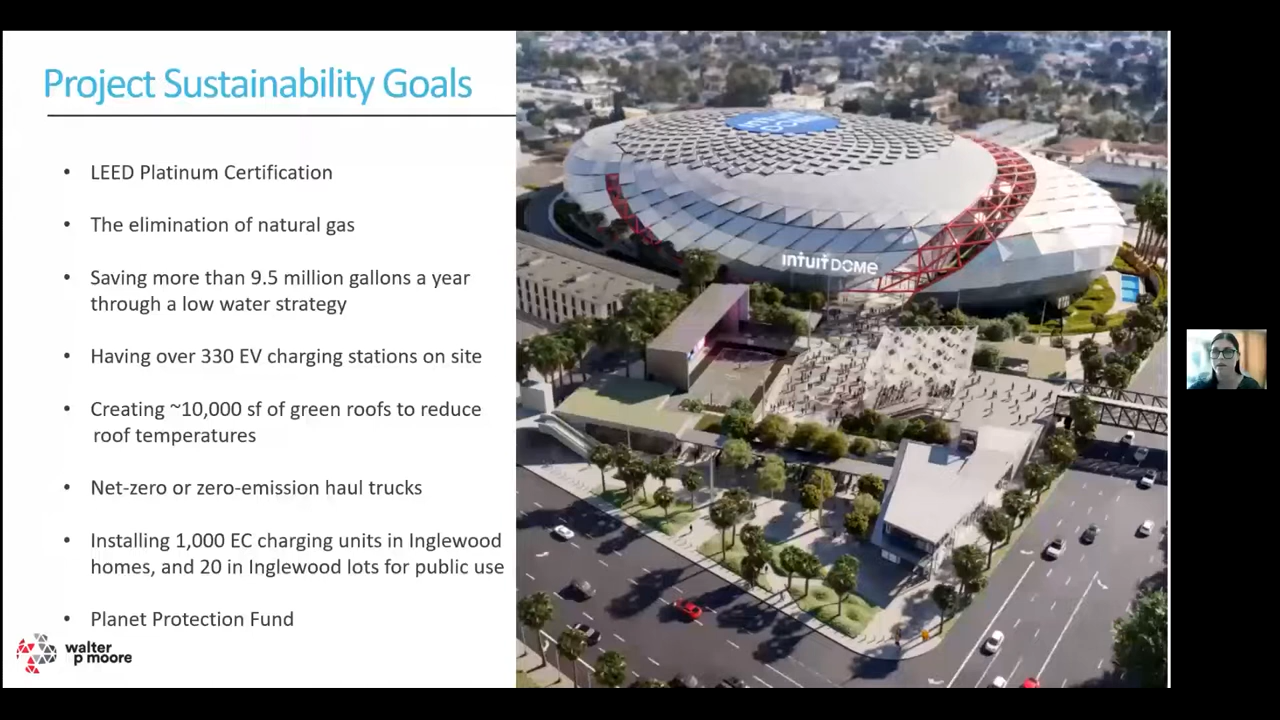 Project Sustainability Goals
• LEED Platinum Certification
• The elimination of natural gas
• Saving more than 9.5 million gallons a year
through a low water strategy
• Having over 330 EV charging stations on site
• Creating ~10,000 sf of green roofs to reduce
roof temperatures
• Net-zero or zero-emission haul trucks
• Installing 1,000 EC charging units in Inglewood
homes, and 20 in Inglewood lots for public use
• Planet Protection Fund
walter
p moore
INTUIT DOME